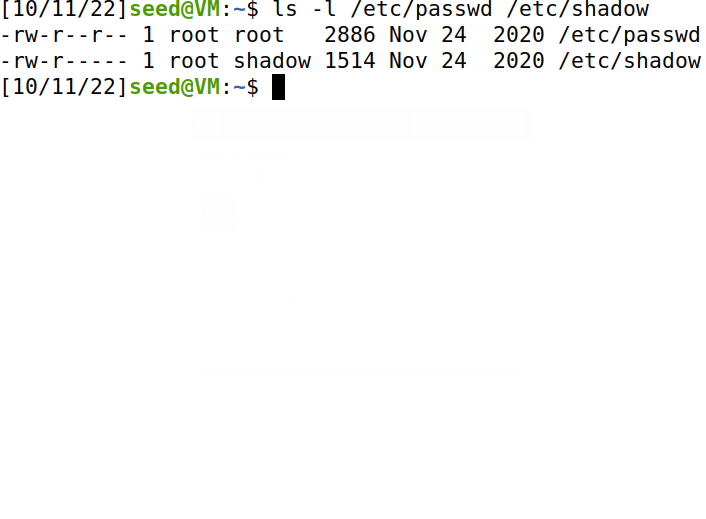 [10/11/22]seed@VM:~$ ls -l /etc/passwd /etc/shadow
-rw-r--r-- 1 root root   2886 Nov 24  2020 /etc/passwd
-rw-r----- 1 root shadow 1514 Nov 24  2020 /etc/shadow
[10/11/22]seed@VM:~$